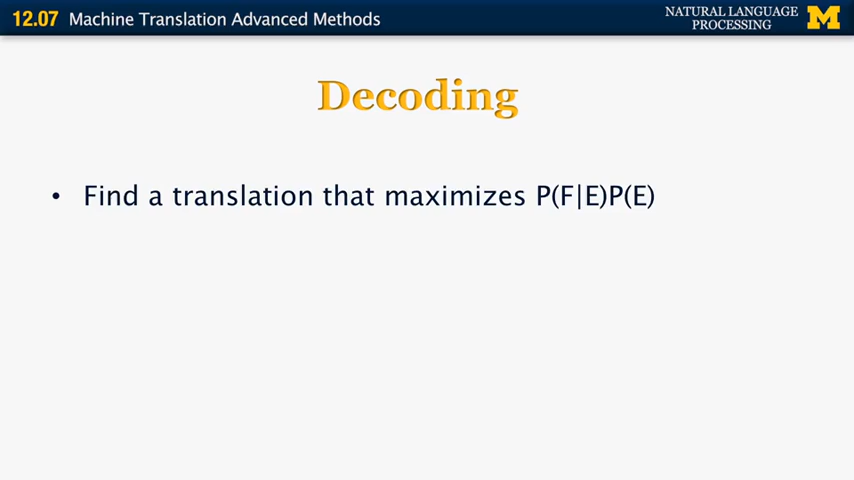 12.07 Machine Translation Advanced Methods
NATURAL LANGUAGE
PROCESSING
M
Decoding
• Find a translation that maximizes P(F|E)P(E)